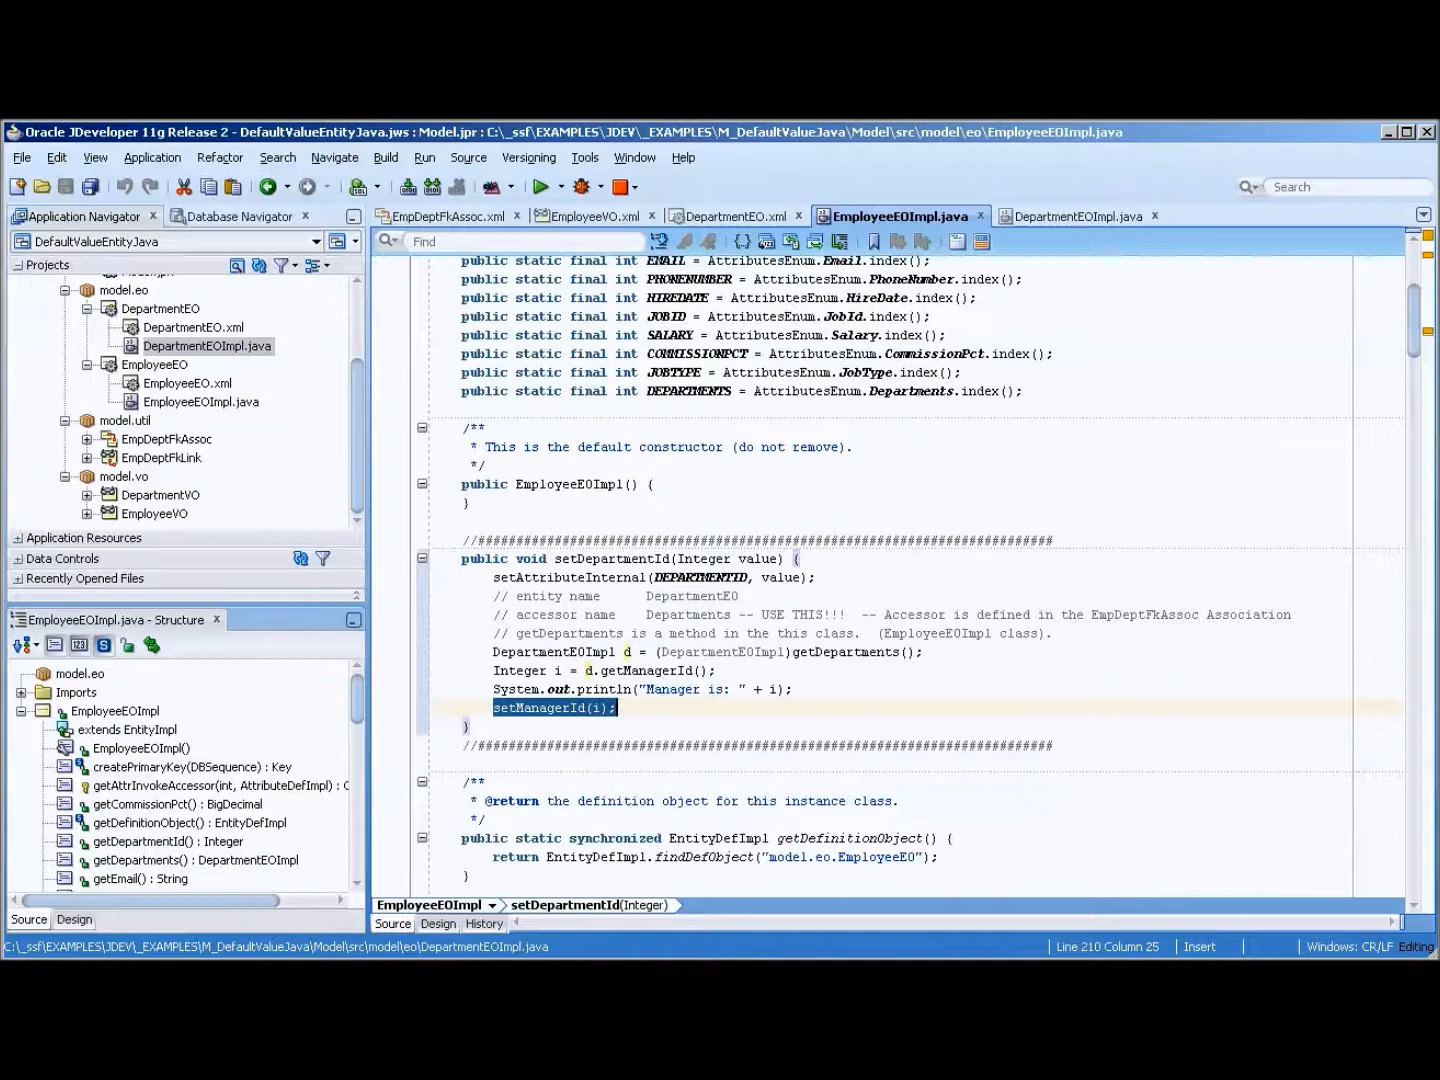 Oracle JDeveloper 11g Release 2 - DefaultValueEntityJava.jws : Model.jpr : C:\_ssf\EXAMPLES\JDEV\_EXAMPLES\M_DefaultValueJava\Model\src\model\eo\EmployeeEOImpl.java
File Edit View Application Refactor Search Navigate Build Run Source Versioning Tools Window Help
Search
Application Navigator Database Navigator
EmpDeptFkAssoc.xml EmployeeVO.xml DepartmentEO.xml EmployeeEOImpl.java DepartmentEOImpl.java
DefaultValueEntityJava
Find
Projects
model.eo
DepartmentEO
DepartmentEO.xml
DepartmentEOImpl.java
EmployeeEO
EmployeeEO.xml
EmployeeEOImpl.java
model.util
EmpDeptFkAssoc
EmpDeptFkLink
model.vo
DepartmentVO
EmployeeVO
Application Resources
Data Controls
Recently Opened Files
EmployeeEOImpl.java - Structure
model.eo
Imports
EmployeeEOImpl
extends EntityImpl
EmployeeEOImpl()
createPrimaryKey(DBSequence) : Key
getAttrInvokeAccessor(int, AttributeDefImpl) : O
getCommissionPct() : BigDecimal
getDefinitionObject() : EntityDefImpl
getDepartmentId() : Integer
getDepartments() : DepartmentEOImpl
getEmail() : String
Source Design
public static final int EMAIL = AttributesEnum.Email.index();
public static final int PHONENUMBER = AttributesEnum.PhoneNumber.index();
public static final int HIREDATE = AttributesEnum.HireDate.index();
public static final int JOBID = AttributesEnum.JobId.index();
public static final int SALARY = AttributesEnum.Salary.index();
public static final int COMMISSIONPCT = AttributesEnum.CommissionPct.index();
public static final int JOBTYPE = AttributesEnum.JobType.index();
public static final int DEPARTMENTS = AttributesEnum.Departments.index();
/**
* This is the default constructor (do not remove).
*/
public EmployeeEOImpl() {
}
//##########################################################################
public void setDepartmentId(Integer value) {
setAttributeInternal(DEPARTMENTID, value);
// entity name DepartmentEO
// accessor name Departments -- USE THIS!!! -- Accessor is defined in the EmpDeptFkAssoc Association
// getDepartments is a method in the this class. (EmployeeEOImpl class).
DepartmentEOImpl d = (DepartmentEOImpl)getDepartments();
Integer i = d.getManagerId();
System.out.println("Manager is: " + i);
setManagerId(i);
}
//##########################################################################
/**
* @return the definition object for this instance class.
*/
public static synchronized EntityDefImpl getDefinitionObject() {
return EntityDefImpl.findDefObject("model.eo.EmployeeEO");
}
EmployeeEOImpl setDepartmentId(Integer)
Source Design History
C:\_ssf\EXAMPLES\JDEV\_EXAMPLES\M_DefaultValueJava\Model\src\model\eo\DepartmentEOImpl.java
Line 210 Column 25 Insert Windows: CR/LF Editing